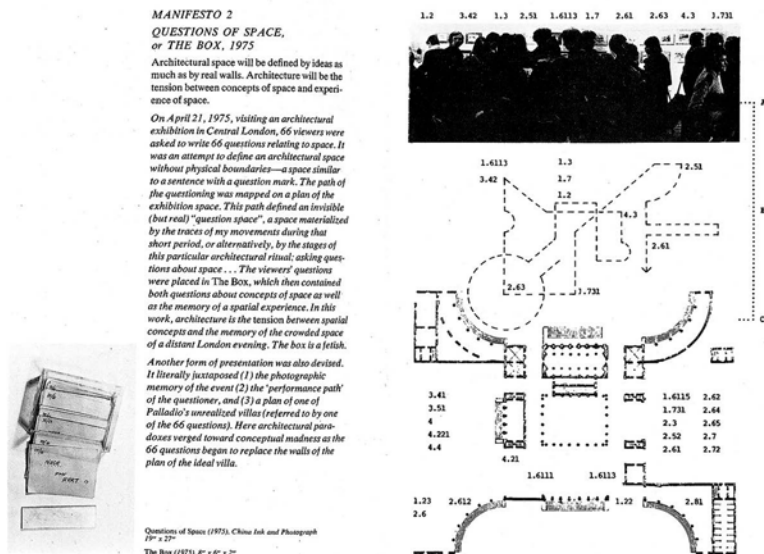 MANIFESTO 2
QUESTIONS OF SPACE,
or THE BOX, 1975
Architectural space will be defined by ideas as
much as by real walls. Architecture will be the
tension between concepts of space and experi-
ence of space.
On April 21, 1975, visiting an architectural
exhibition in Central London, 66 viewers were
asked to write 66 questions relating to space. It
was an attempt to define an architectural space
without physical boundaries—a space similar
to a sentence with a question mark. The path of
the questioning was mapped on a plan of the
exhibition space. This path defined an invisible
(but real) "question space", a space materialized
by the traces of my movements during that
short period, or alternatively, by the stages of
this particular architectural ritual: asking ques-
tions about space . . . The viewers' questions
were placed in The Box, which then contained
both questions about concepts of space as well
as the memory of a spatial experience. In this
work, architecture is the tension between spatial
concepts and the memory of the crowded space
of a distant London evening. The box is a fetish.
Another form of presentation was also devised.
It literally juxtaposed (1) the photographic
memory of the event (2) the 'performance path'
of the questioner, and (3) a plan of one of
Palladio's unrealized villas (referred to by one
of the 66 questions). Here architectural para-
doxes verged toward conceptual madness as the
66 questions began to replace the walls of the
plan of the ideal villa.
Questions of Space (1975). China Ink and Photograph
19" x 27"
The Box (1975). 8" x 6" x 2"
1.2 3.42 1.3 2.51 1.6113 1.7 2.61 2.63 4.3 3.731
1.6113 1.3 2.51
3.42 1.7
1.2
4.3
2.61
2.63 3.731
3.41 1.6115 2.62
3.51 1.731 2.64
4 2.3 2.65
4.221 2.52 2.7
4.4 2.61 2.72
4.21
1.6111 1.6113
1.23 2.612 1.22 2.81
2.6